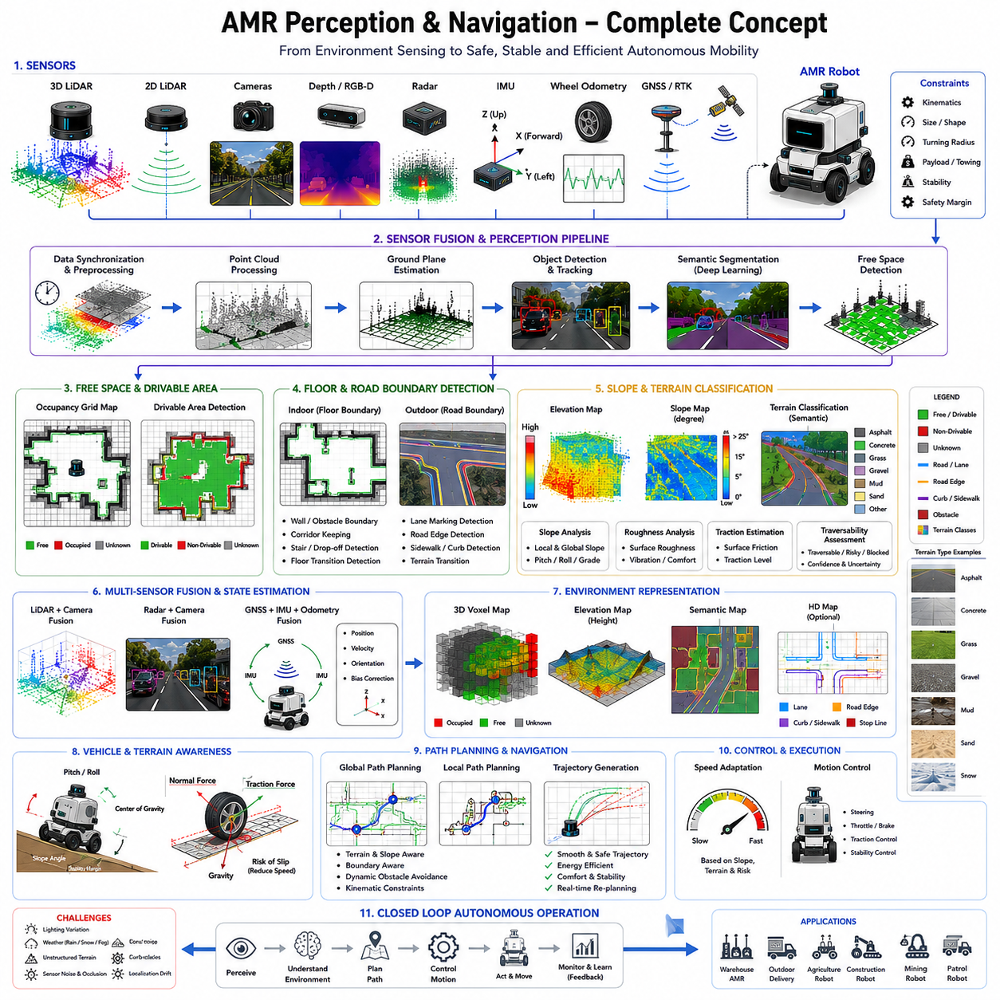 AMR Perception & Navigation – Complete Concept
From Environment Sensing to Safe, Stable and Efficient Autonomous Mobility
1. SENSORS
3D LiDAR
2D LiDAR
Cameras
Depth / RGB-D
Radar
IMU
Wheel Odometry
GNSS / RTK
Z (Up)
X (Forward)
Y (Left)
AMR Robot
Constraints
Kinematics
Size / Shape
Turning Radius
Payload / Towing
Stability
Safety Margin
2. SENSOR FUSION & PERCEPTION PIPELINE
Data Synchronization
& Preprocessing
Point Cloud
Processing
Ground Plane
Estimation
Object Detection
& Tracking
Semantic Segmentation
(Deep Learning)
Free Space
Detection
3. FREE SPACE & DRIVABLE AREA
Occupancy Grid Map
Drivable Area Detection
Free
Occupied
Unknown
Drivable
Non-Drivable
Unknown
4. FLOOR & ROAD BOUNDARY DETECTION
Indoor (Floor Boundary)
Outdoor (Road Boundary)
• Wall / Obstacle Boundary
• Corridor Keeping
• Stair / Drop-off Detection
• Floor Transition Detection
• Lane Marking Detection
• Road Edge Detection
• Sidewalk / Curb Detection
• Terrain Transition
5. SLOPE & TERRAIN CLASSIFICATION
Elevation Map
High
Low
Slope Map
(degree)
> 25°
15°
5°
0°
Low
Terrain Classification
(Semantic)
Asphalt
Concrete
Grass
Gravel
Mud
Sand
Other
Slope Analysis
• Local & Global Slope
• Pitch / Roll / Grade
Roughness Analysis
• Surface Roughness
• Vibration / Comfort
Traction Estimation
• Surface Friction
• Traction Level
Traversability
Assessment
• Traversable / Risky / Blocked
• Confidence & Uncertainty
LEGEND
Free / Drivable
Non-Drivable
Unknown
Road / Lane
Road Edge
Curb / Sidewalk
Obstacle
Terrain Classes
Terrain Type Examples
Asphalt
Concrete
Grass
Gravel
Mud
Sand
Snow
6. MULTI-SENSOR FUSION & STATE ESTIMATION
LiDAR + Camera
Fusion
Radar + Camera
Fusion
GNSS + IMU + Odometry
Fusion
GNSS
IMU
IMU
• Position
• Velocity
• Orientation
• Bias Correction
Z
X
X
7. ENVIRONMENT REPRESENTATION
3D Voxel Map
Elevation Map
(Height)
Semantic Map
HD Map
(Optional)
Occupied
Free
Unknown
Lane
Road Edge
Curb / Sidewalk
Stop Line
8. VEHICLE & TERRAIN AWARENESS
Pitch / Roll
Center of Gravity
Slope Angle
Normal Force
Traction Force
Gravity
Risk of Slip
(Reduce Speed)
9. PATH PLANNING & NAVIGATION
Global Path Planning
Local Path Planning
Trajectory Generation
• Terrain & Slope Aware
• Boundary Aware
• Dynamic Obstacle Avoidance
• Kinematic Constraints
✓ Smooth & Safe Trajectory
✓ Energy Efficient
✓ Comfort & Stability
✓ Real-time Re-planning
10. CONTROL & EXECUTION
Speed Adaptation
Slow
Fast
Based on Slope,
Terrain & Risk
Motion Control
• Steering
• Throttle / Brake
• Traction Control
• Stability Control
CHALLENGES
Lighting Variation
Weather (Rain / Snow / Fog)
Unstructured Terrain
Sensor Noise & Occlusion
Localization Drift
11. CLOSED LOOP AUTONOMOUS OPERATION
Perceive
Understand
Environment
Plan
Path
Control
Motion
Act & Move
Monitor & Learn
(Feedback)
APPLICATIONS
Warehouse
AMR
Outdoor
Delivery
Agriculture
Robot
Construction
Robot
Mining
Robot
Patrol
Robot